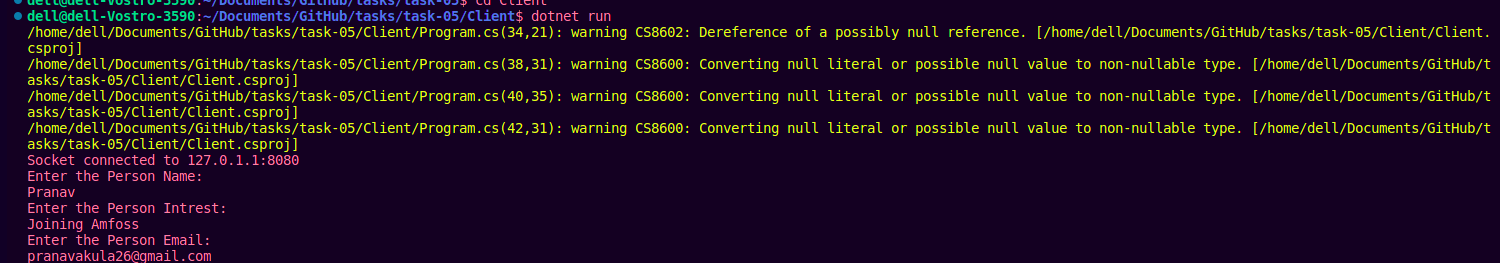 dell@dell-Vostro-3590:~/Documents/GitHub/tasks/task-05$ cd Client
dell@dell-Vostro-3590:~/Documents/GitHub/tasks/task-05/Client$ dotnet run
/home/dell/Documents/GitHub/tasks/task-05/Client/Program.cs(34,21): warning CS8602: Dereference of a possibly null reference. [/home/dell/Documents/GitHub/tasks/task-05/Client/Client.
csproj]
/home/dell/Documents/GitHub/tasks/task-05/Client/Program.cs(38,31): warning CS8600: Converting null literal or possible null value to non-nullable type. [/home/dell/Documents/GitHub/t
asks/task-05/Client/Client.csproj]
/home/dell/Documents/GitHub/tasks/task-05/Client/Program.cs(40,35): warning CS8600: Converting null literal or possible null value to non-nullable type. [/home/dell/Documents/GitHub/t
asks/task-05/Client/Client.csproj]
/home/dell/Documents/GitHub/tasks/task-05/Client/Program.cs(42,31): warning CS8600: Converting null literal or possible null value to non-nullable type. [/home/dell/Documents/GitHub/t
asks/task-05/Client/Client.csproj]
Socket connected to 127.0.1.1:8080
Enter the Person Name:
Pranav
Enter the Person Intrest:
Joining Amfoss
Enter the Person Email:
pranavakula26@gmail.com